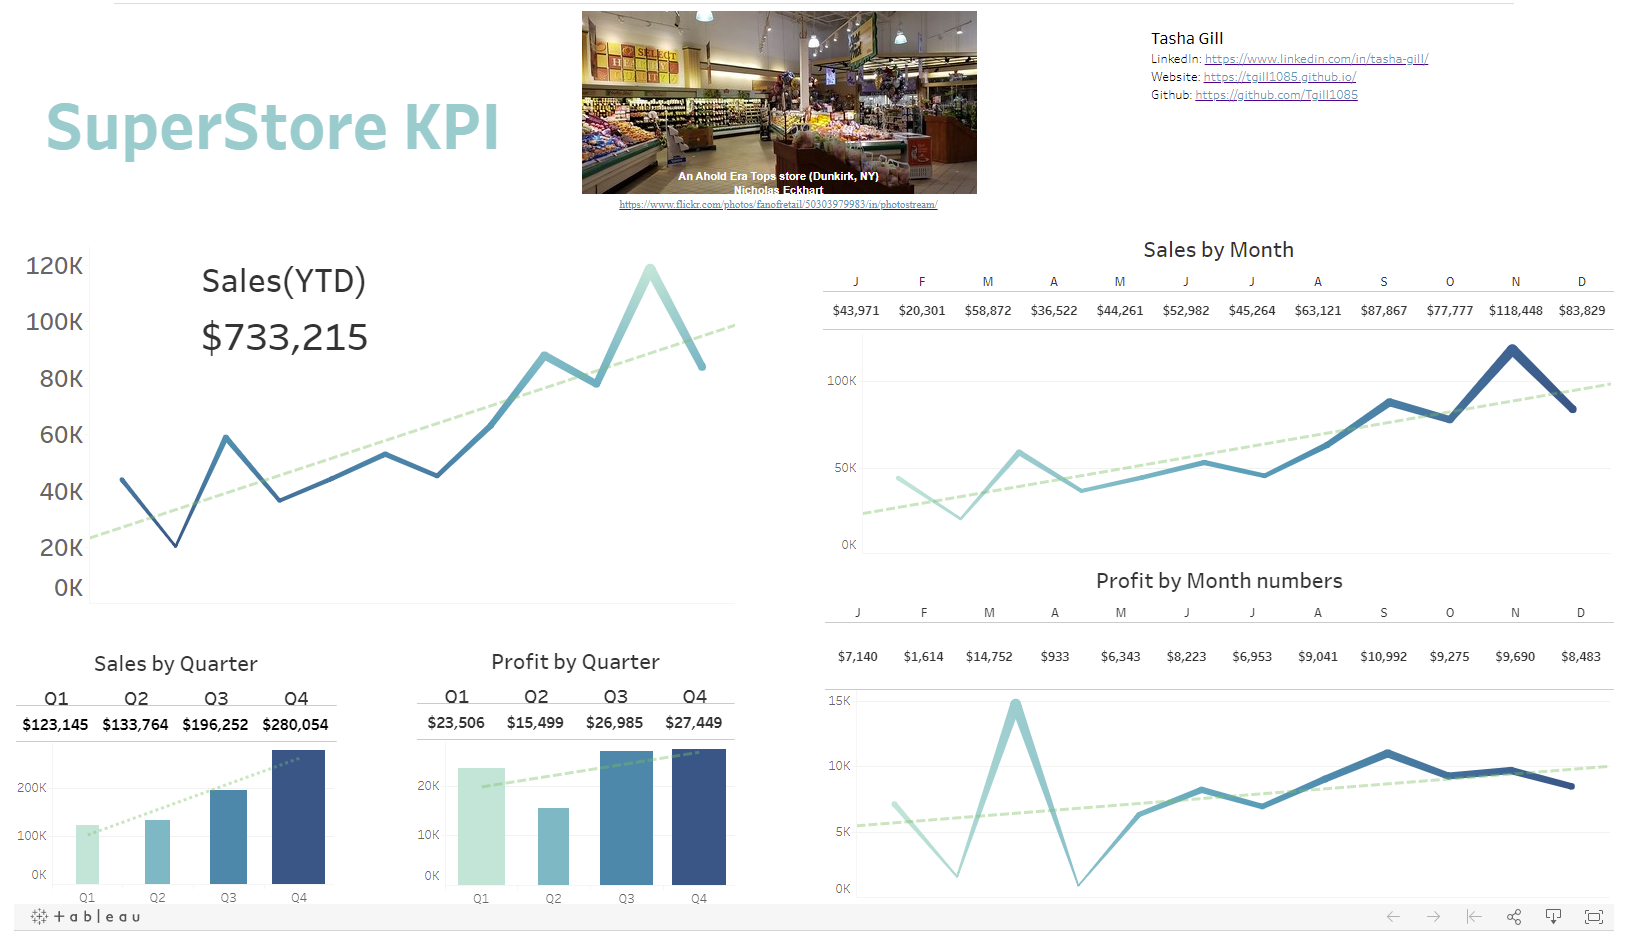 SuperStore KPI
SELECT
An Ahold Era Tops store (Dunkirk, NY)
Nicholas Eckhart
https://www.flickr.com/photos/fanofretail/50303979983/in/photostream/
Tasha Gill
LinkedIn: https://www.linkedin.com/in/tasha-gill/
Website: https://tgill1085.github.io/
Github: https://github.com/Tgill1085
Sales(YTD)
$733,215
120K
100K
80K
60K
40K
20K
0K
Sales by Month
J F M A M J J A S O N D
$43,971 $20,301 $58,872 $36,522 $44,261 $52,982 $45,264 $63,121 $87,867 $77,777 $118,448 $83,829
100K
50K
0K
Profit by Month numbers
J F M A M J J A S O N D
$7,140 $1,614 $14,752 $933 $6,343 $8,223 $6,953 $9,041 $10,992 $9,275 $9,690 $8,483
15K
10K
5K
0K
Sales by Quarter
Q1 Q2 Q3 Q4
$123,145 $133,764 $196,252 $280,054
200K
100K
0K
Q1 Q2 Q3 Q4
Profit by Quarter
Q1 Q2 Q3 Q4
$23,506 $15,499 $26,985 $27,449
20K
10K
0K
Q1 Q2 Q3 Q4
+ a b l e a u